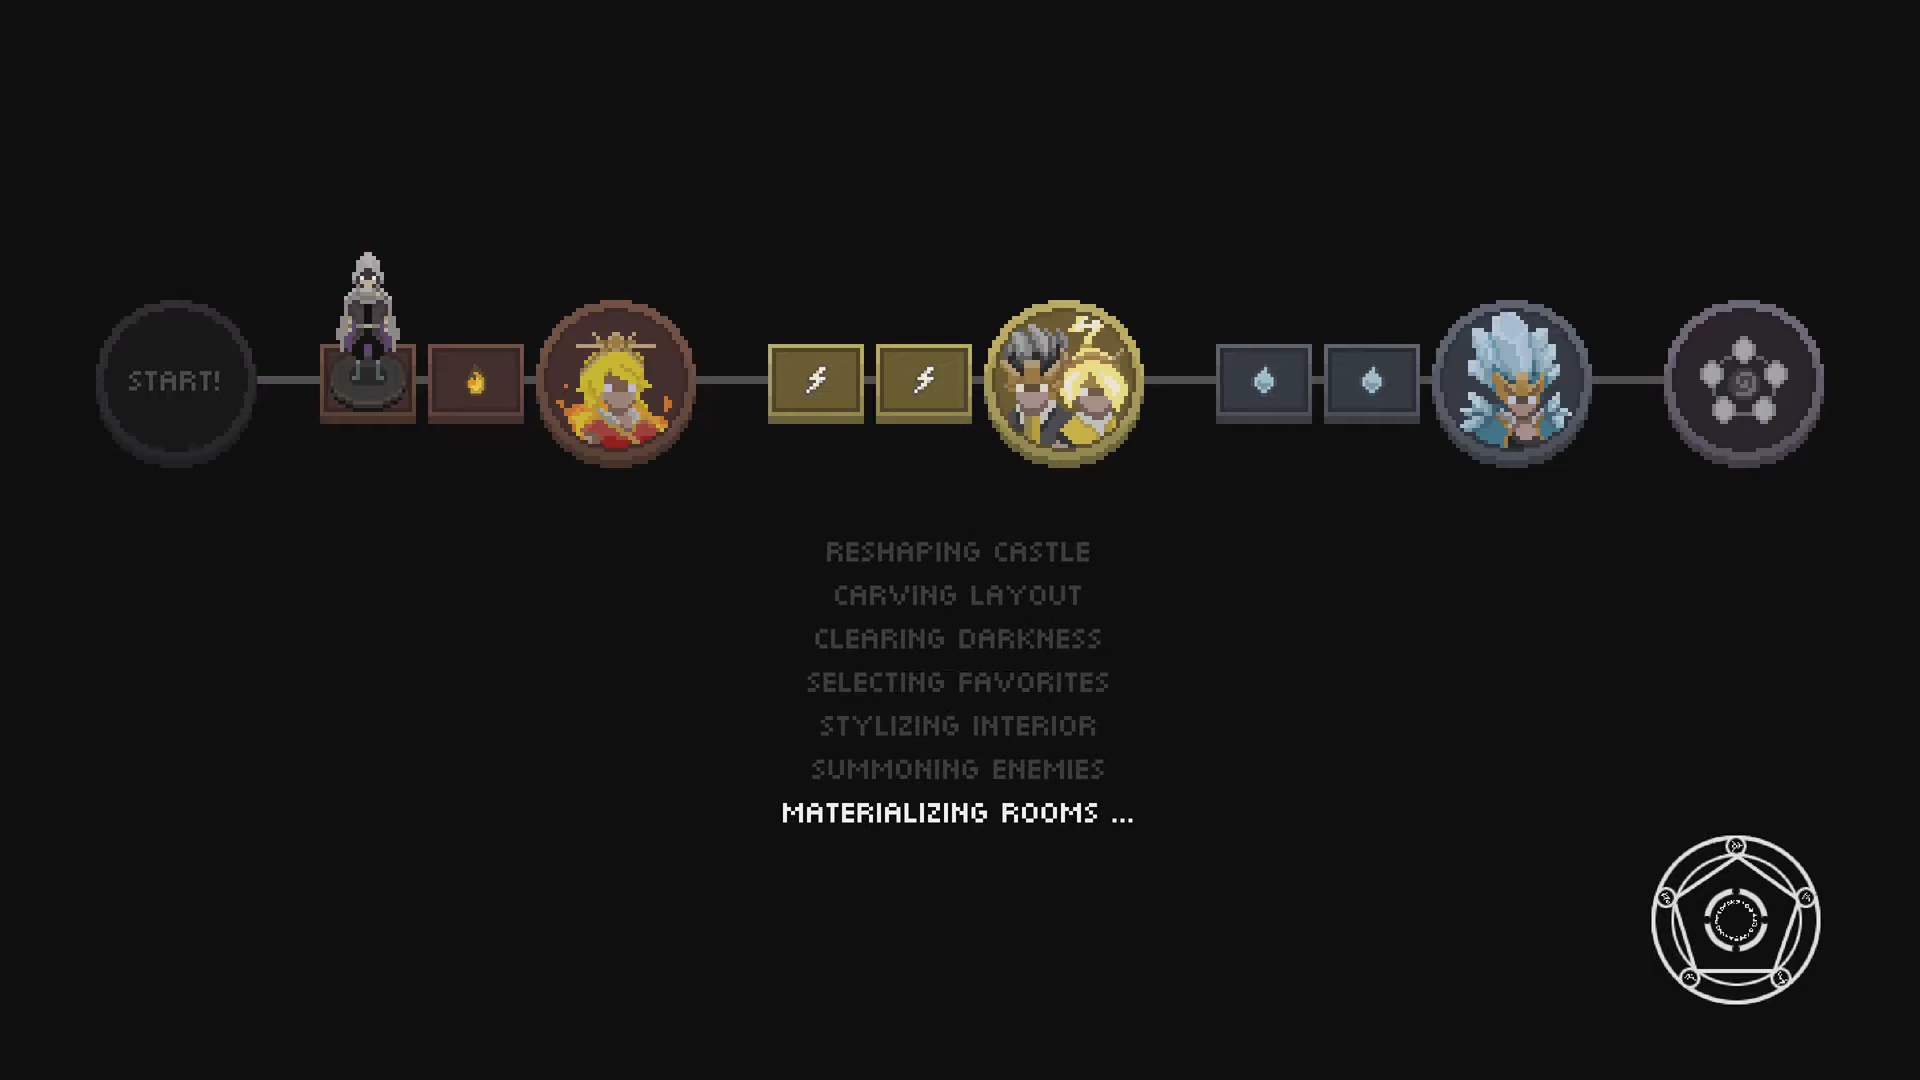 START!
RESHAPING CASTLE
CARVING LAYOUT
CLEARING DARKNESS
SELECTING FAVORITES
STYLIZING INTERIOR
SUMMONING ENEMIES
MATERIALIZING ROOMS ...